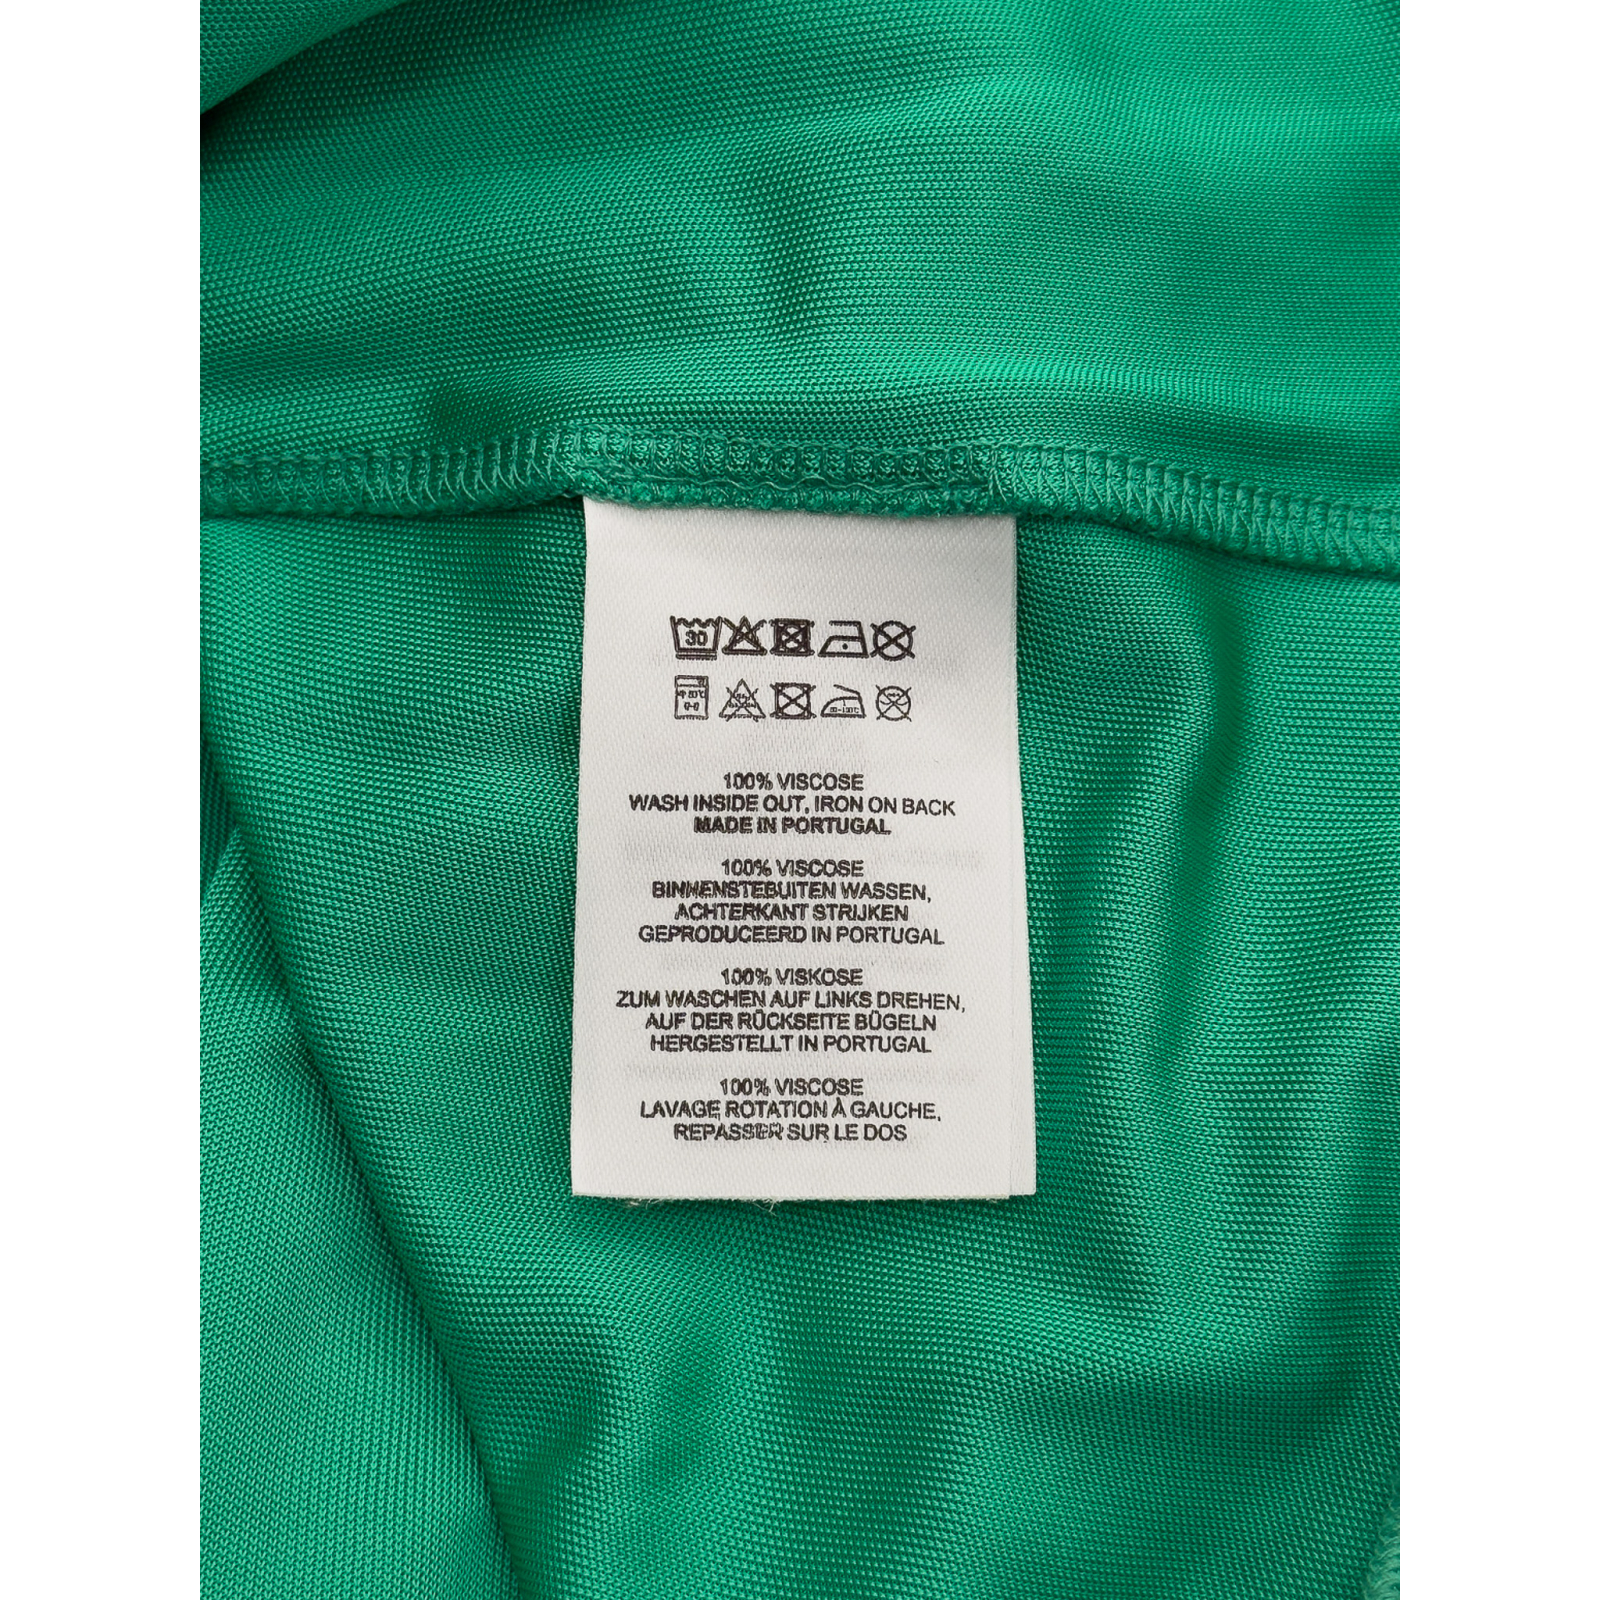 30
100% VISCOSE
WASH INSIDE OUT, IRON ON BACK
MADE IN PORTUGAL
100% VISCOSE
BINNENSTEBUITEN WASSEN,
ACHTERKANT STRIJKEN
GEPRODUCEERD IN PORTUGAL
100% VISKOSE
ZUM WASCHEN AUF LINKS DREHEN,
AUF DER RÜCKSEITE BÜGELN
HERGESTELLT IN PORTUGAL
100% VISCOSE
LAVAGE ROTATION À GAUCHE,
REPASSER SUR LE DOS